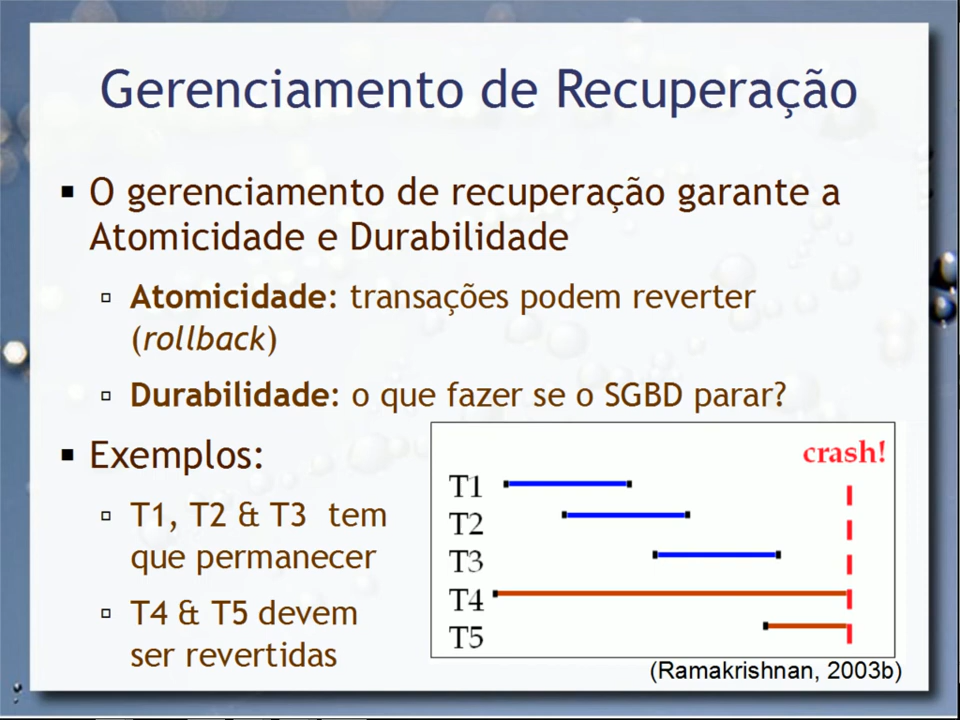 Gerenciamento de Recuperação
O gerenciamento de recuperação garante a
Atomicidade e Durabilidade
Atomicidade: transações podem reverter
(rollback)
Durabilidade: o que fazer se o SGBD parar?
Exemplos:
T1, T2 & T3 tem
que permanecer
T4 & T5 devem
ser revertidas
crash!
T1
T2
T3
T4
T5
(Ramakrishnan, 2003b)